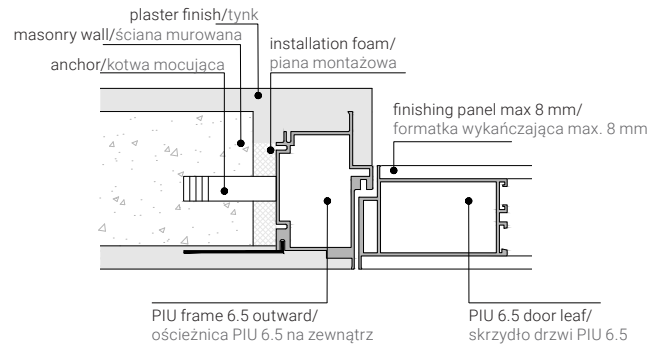 plaster finish/tynk
masonry wall/ściana murowana
anchor/kotwa mocująca
installation foam/
piana montażowa
finishing panel max 8 mm/
formatka wykańczająca max. 8 mm
PIU frame 6.5 outward/
ościeżnica PIU 6.5 na zewnątrz
PIU 6.5 door leaf/
skrzydło drzwi PIU 6.5